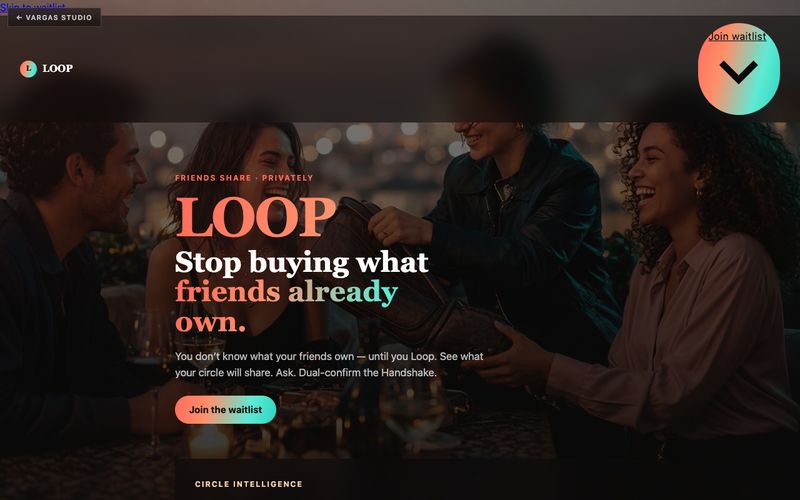 Skip to waitlist
← VARGAS STUDIO
L LOOP
Join waitlist
FRIENDS SHARE · PRIVATELY
LOOP
Stop buying what
friends already
own.
You don't know what your friends own — until you Loop. See what
your circle will share. Ask. Dual-confirm the Handshake.
Join the waitlist
CIRCLE INTELLIGENCE